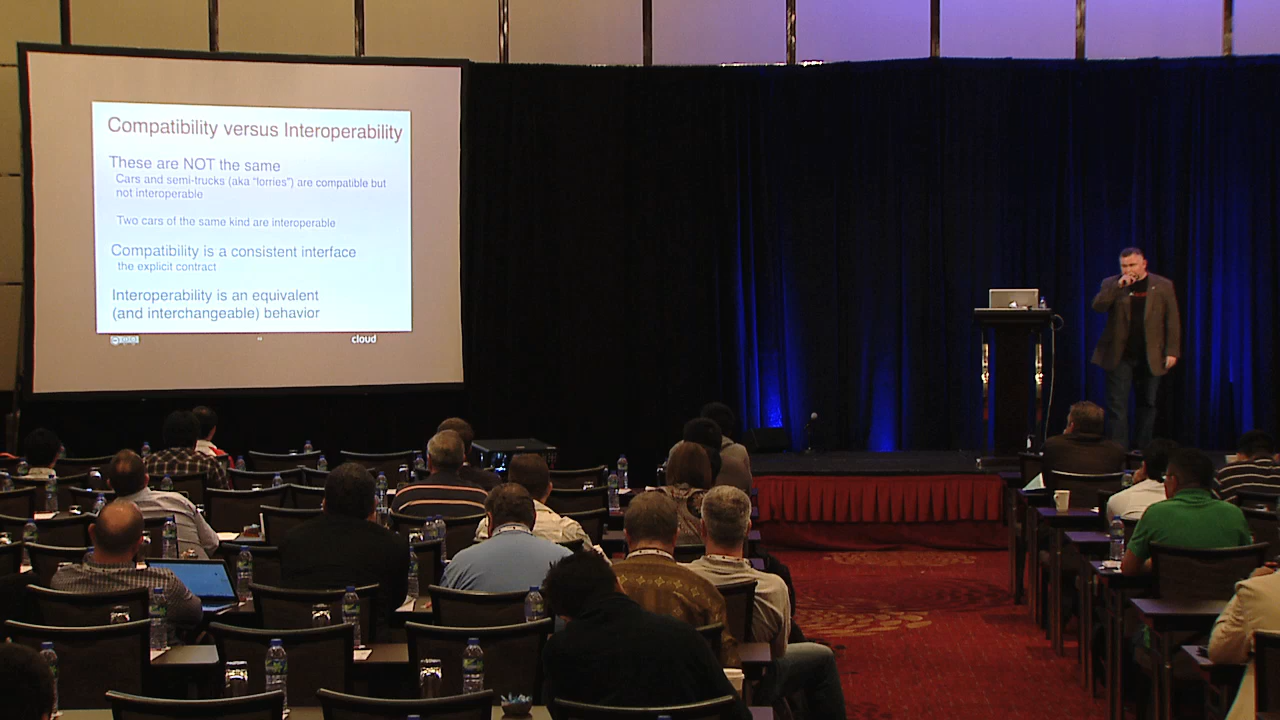 Compatibility versus Interoperability
These are NOT the same
Cars and semi-trucks (aka "lorries") are compatible but
not interoperable
Two cars of the same kind are interoperable
Compatibility is a consistent interface
the explicit contract
Interoperability is an equivalent
(and interchangeable) behavior
cloud